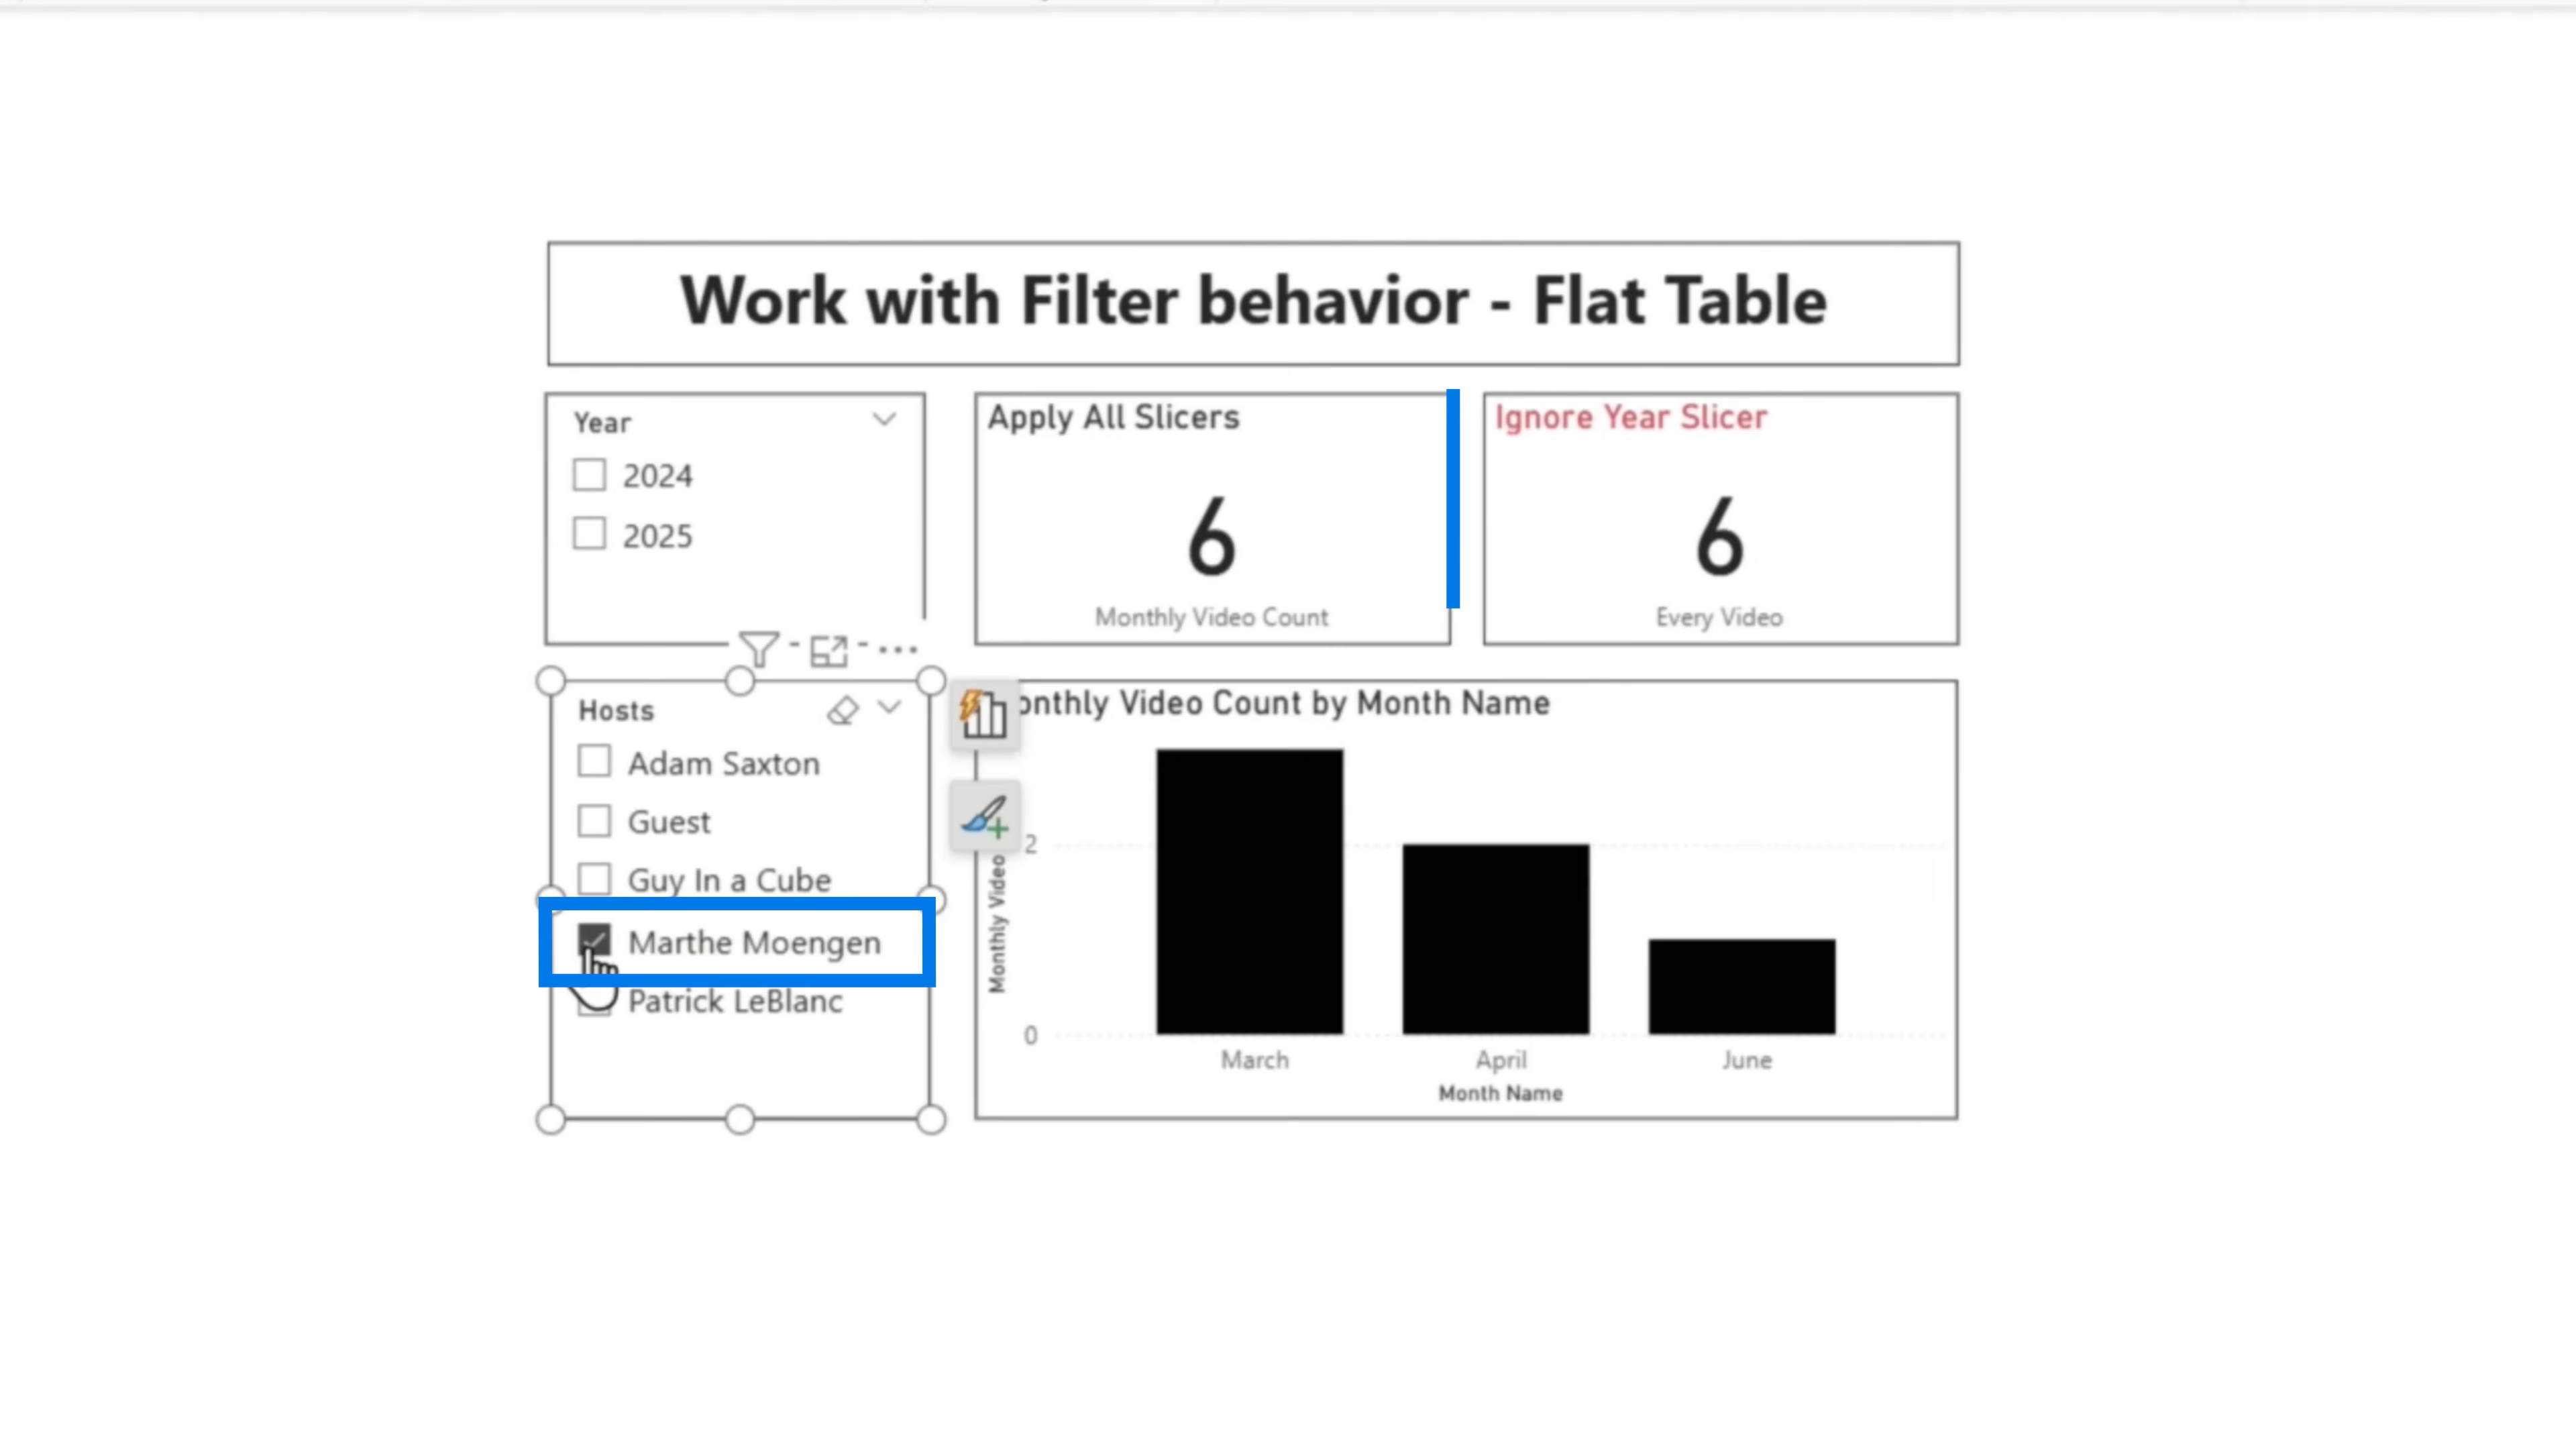 Work with Filter behavior - Flat Table
Year
2024
2025
Apply All Slicers
6
Monthly Video Count
Ignore Year Slicer
6
Every Video
Hosts
Adam Saxton
Guest
Guy In a Cube
Marthe Moengen
Patrick LeBlanc
onthly Video Count by Month Name
Monthly Video
2
0
March
April
June
Month Name